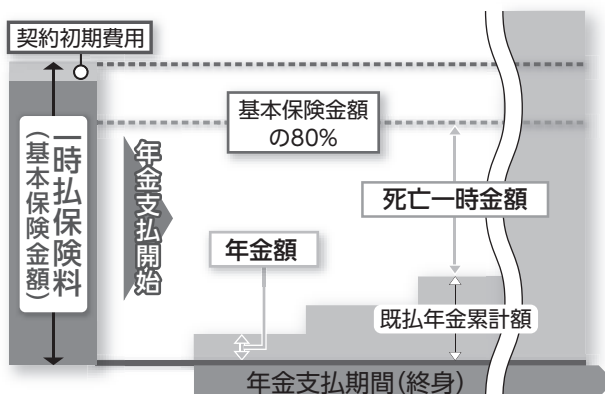 契約初期費用
一時払保険料
（基本保険金額）
年金支払開始
基本保険金額
の80%
死亡一時金額
年金額
既払年金累計額
年金支払期間（終身）